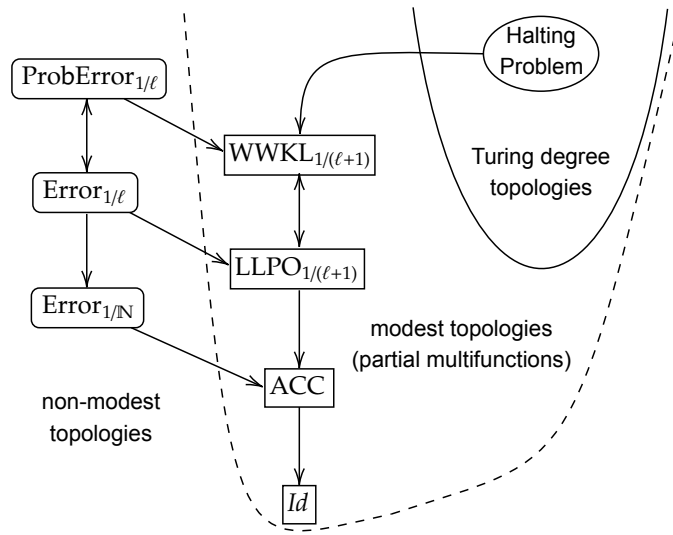 Halting
Problem
ProbError₁/ℓ
WWKL₁/(ℓ+1)
Turing degree
topologies
Error₁/ℓ
LLPO₁/(ℓ+1)
Error₁/ℕ
modest topologies
(partial multifunctions)
ACC
non-modest
topologies
Id